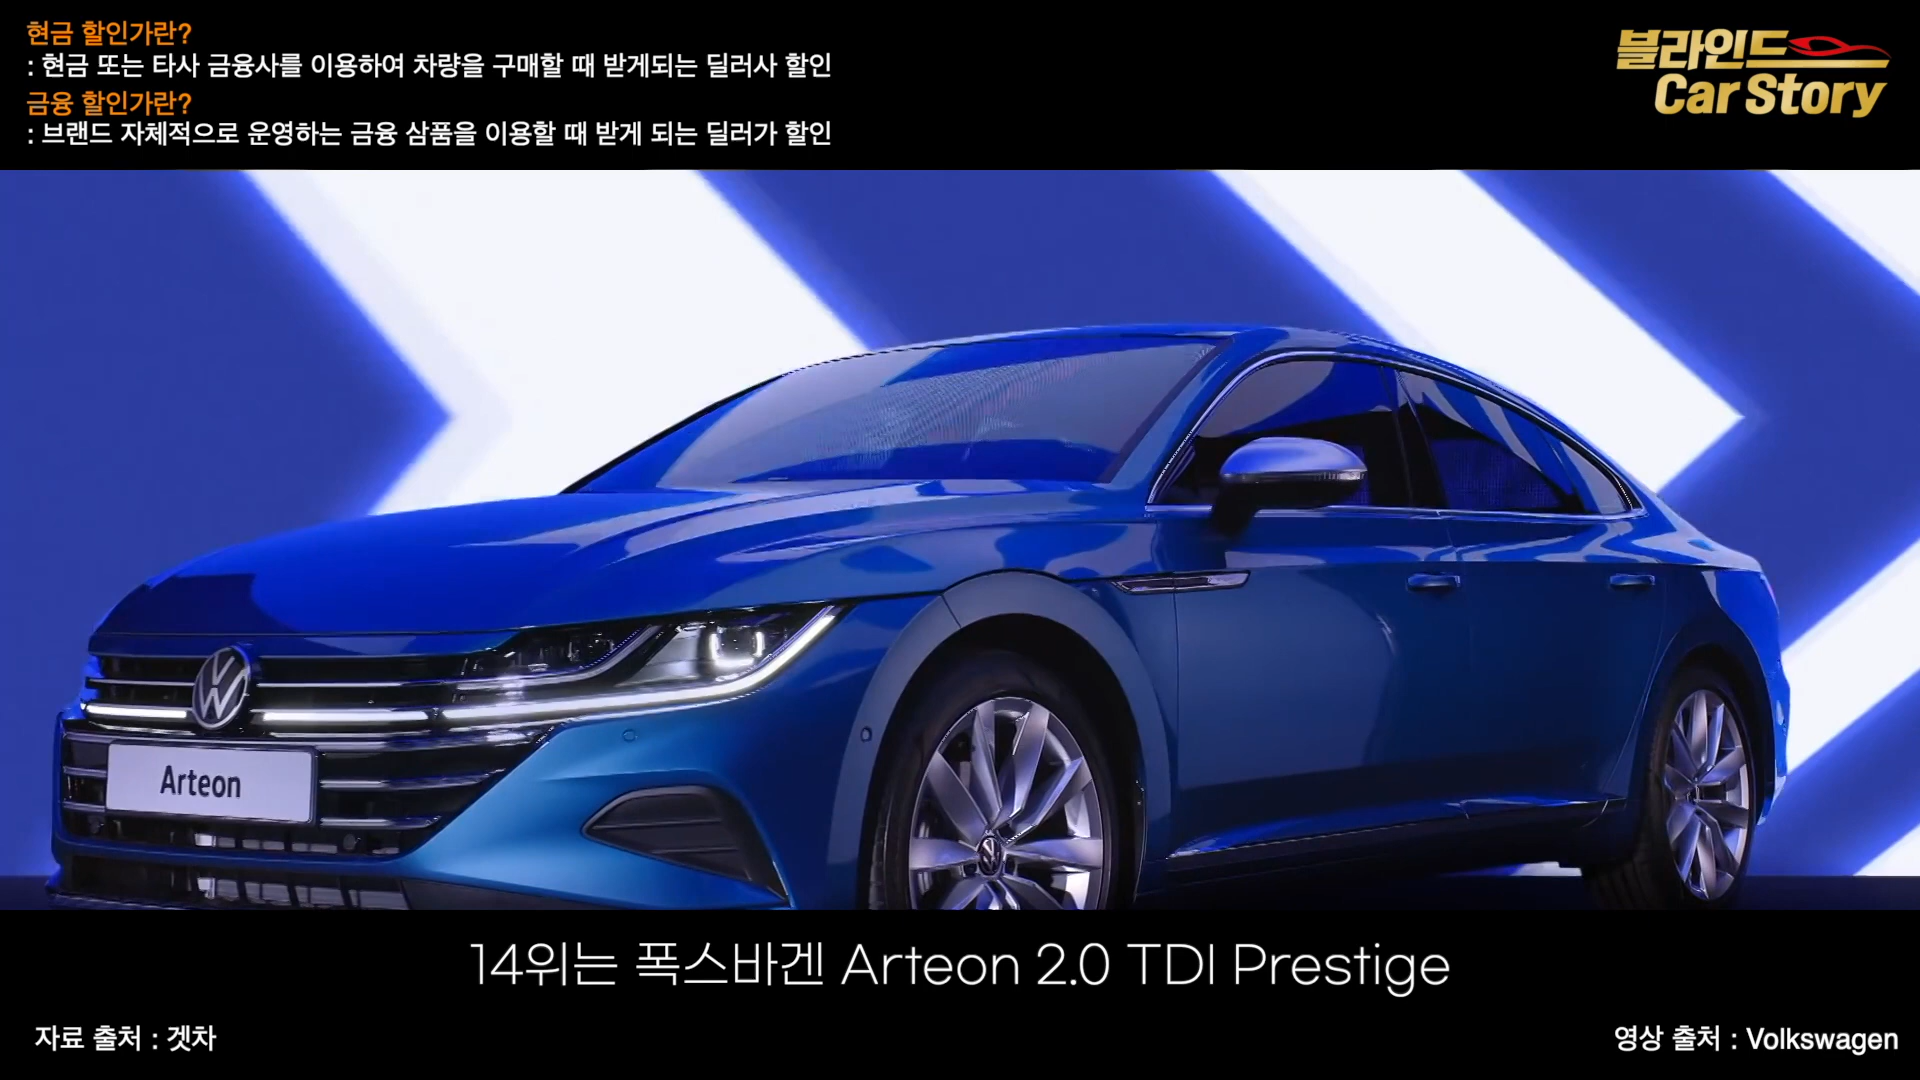 현금 할인가란?
: 현금 또는 타사 금융사를 이용하여 차량을 구매할 때 받게되는 딜러사 할인
금융 할인가란?
: 브랜드 자체적으로 운영하는 금융 삼품을 이용할 때 받게 되는 딜러가 할인
블라인드
Car Story
Arteon
14위는 폭스바겐 Arteon 2.0 TDI Prestige
자료 출처 : 겟차
영상 출처 : Volkswagen